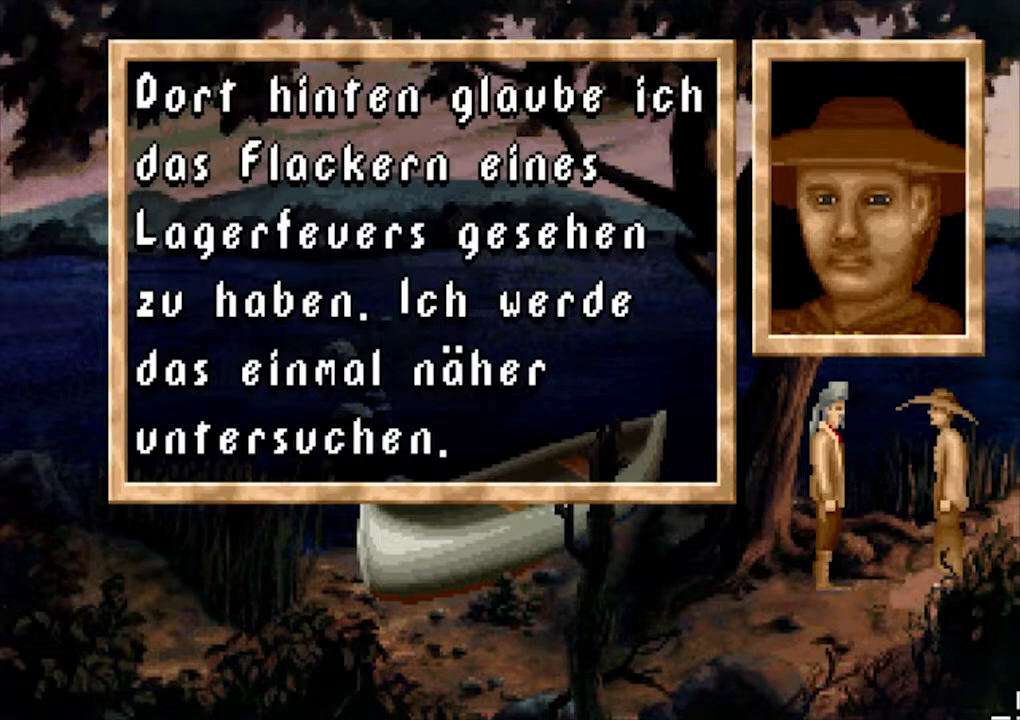 Dort hinten glaube ich
das Flackern eines
Lagerfeuers gesehen
zu haben. Ich werde
das einmal näher
untersuchen.